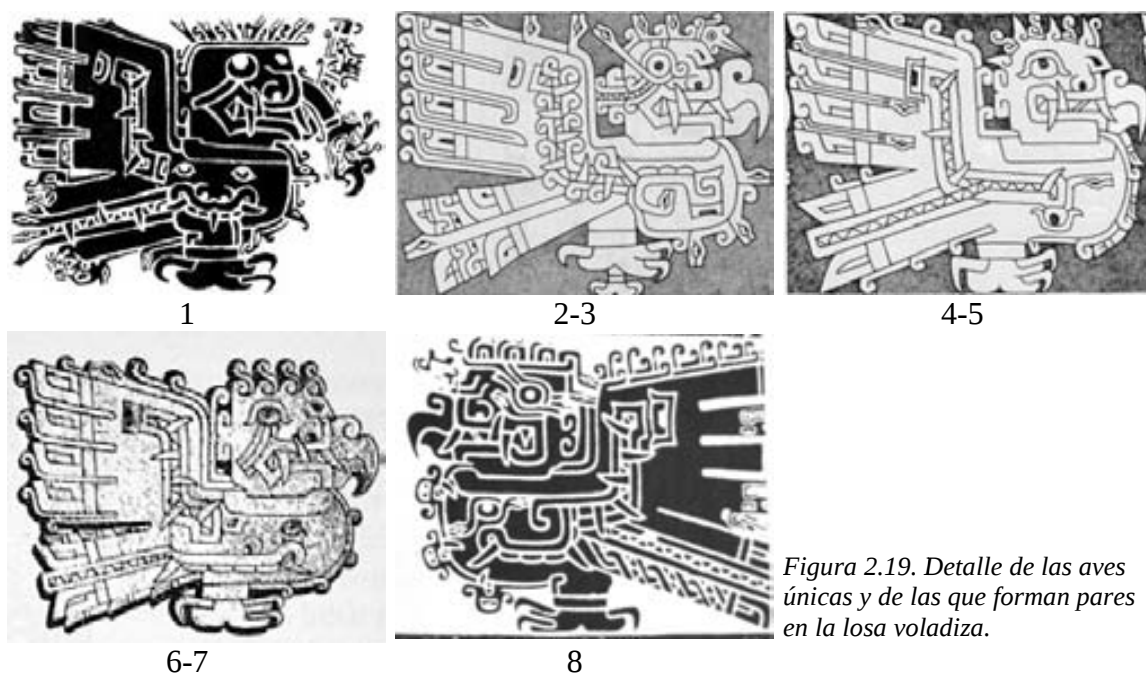 1
2-3
4-5
6-7
8
Figura 2.19. Detalle de las aves
únicas y de las que forman pares
en la losa voladiza.